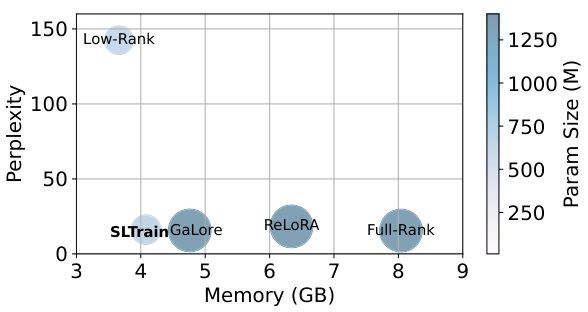 150
100
50
0
Perplexity
Low-Rank
SLTrain
GaLore
ReLoRA
Full-Rank
3 4 5 6 7 8 9
Memory (GB)
1250
1000
750
500
250
Param Size (M)